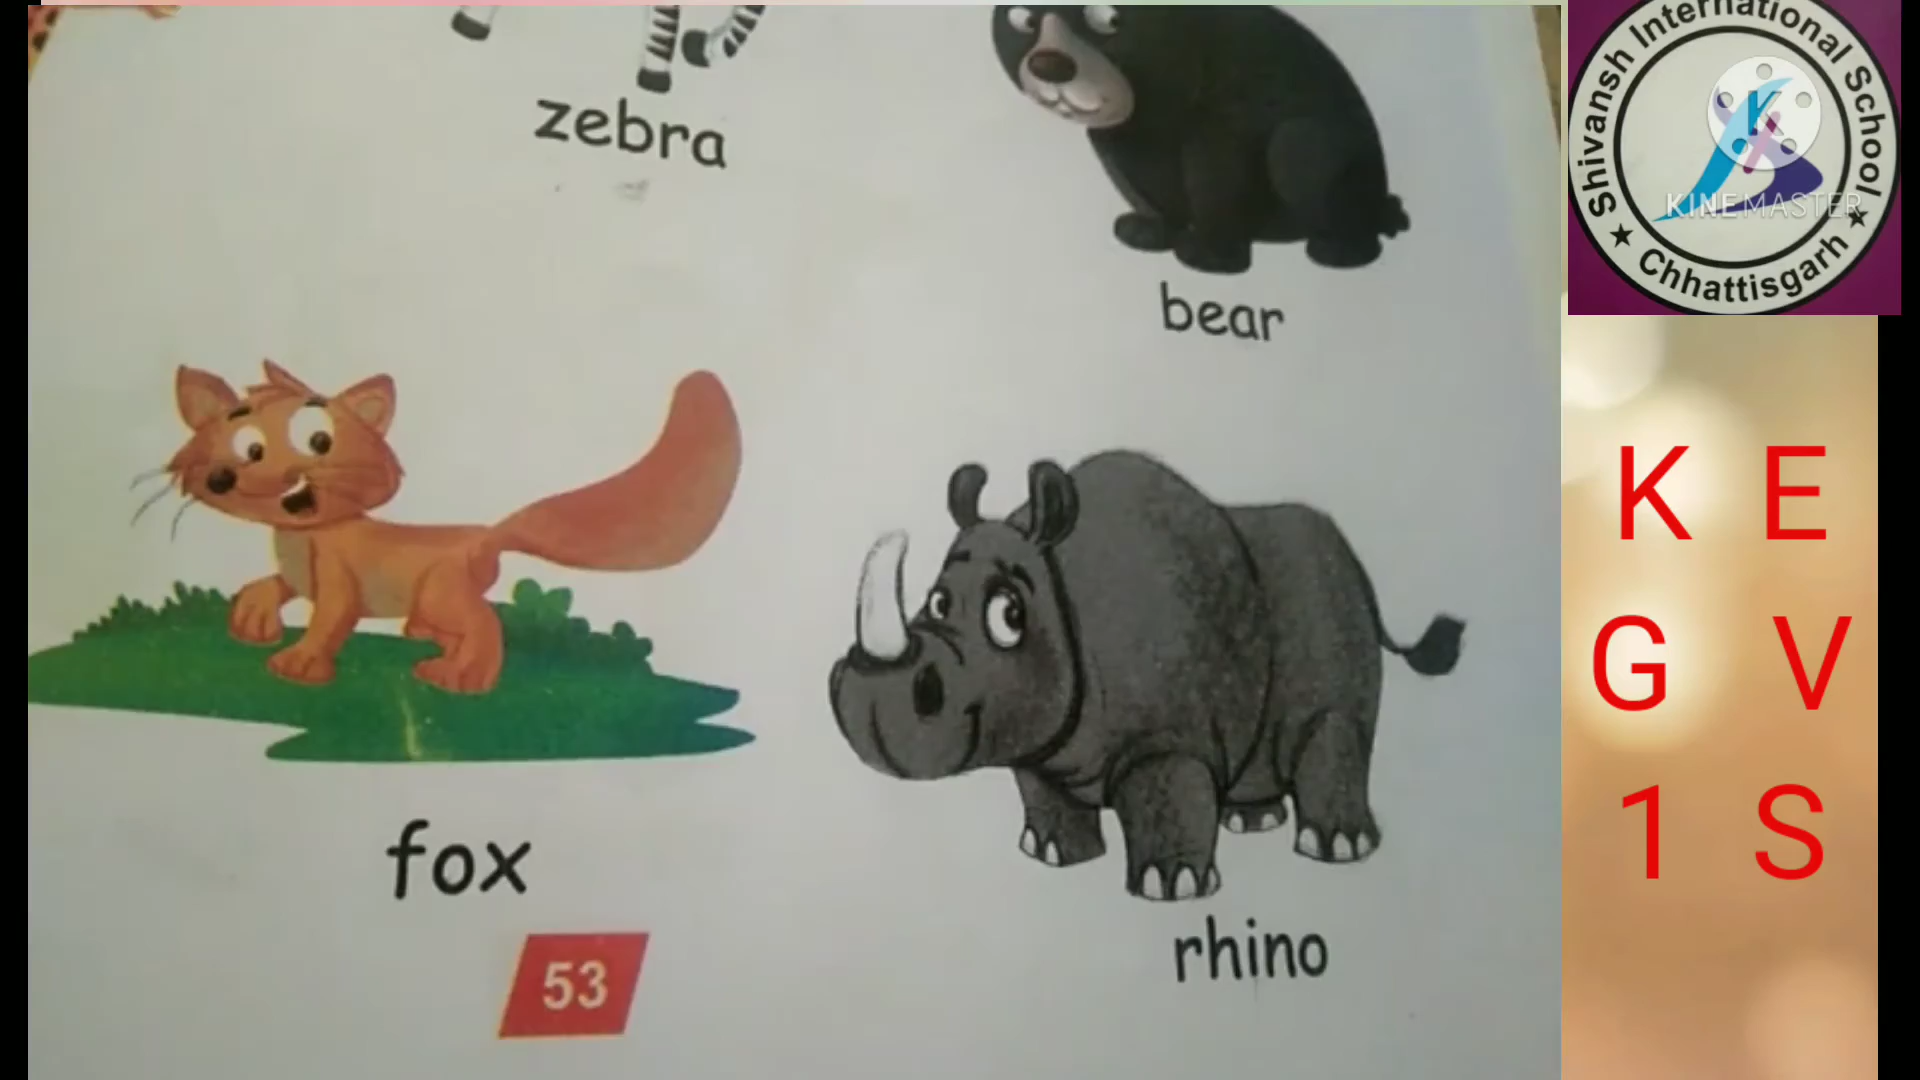 zebra
bear
fox
rhino
53
Shivansh International School
★ Chhattisgarh ★
K
KINEMASTER
K E
G V
1 S